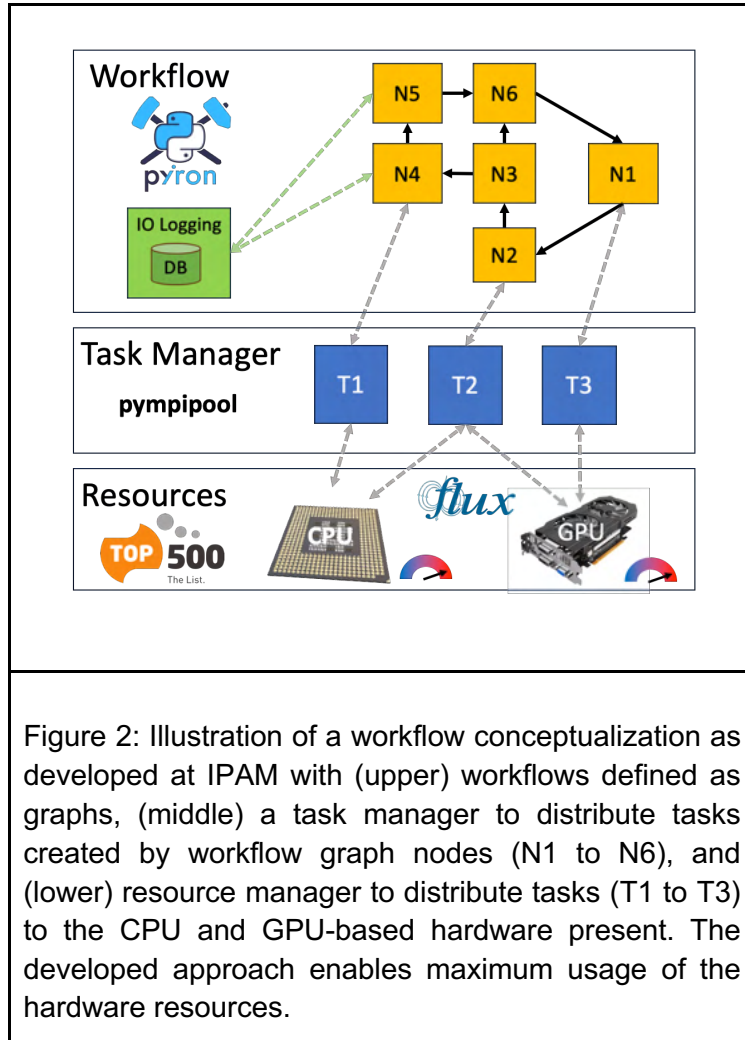 Workflow
pyiron
N5
N6
N4
N3
N1
IO Logging
DB
N2
Task Manager
pympipool
T1
T2
T3
Resources
flux
TOP 500
The List.
CPU
GPU
Figure 2: Illustration of a workflow conceptualization as
developed at IPAM with (upper) workflows defined as
graphs, (middle) a task manager to distribute tasks
created by workflow graph nodes (N1 to N6), and
(lower) resource manager to distribute tasks (T1 to T3)
to the CPU and GPU-based hardware present. The
developed approach enables maximum usage of the
hardware resources.